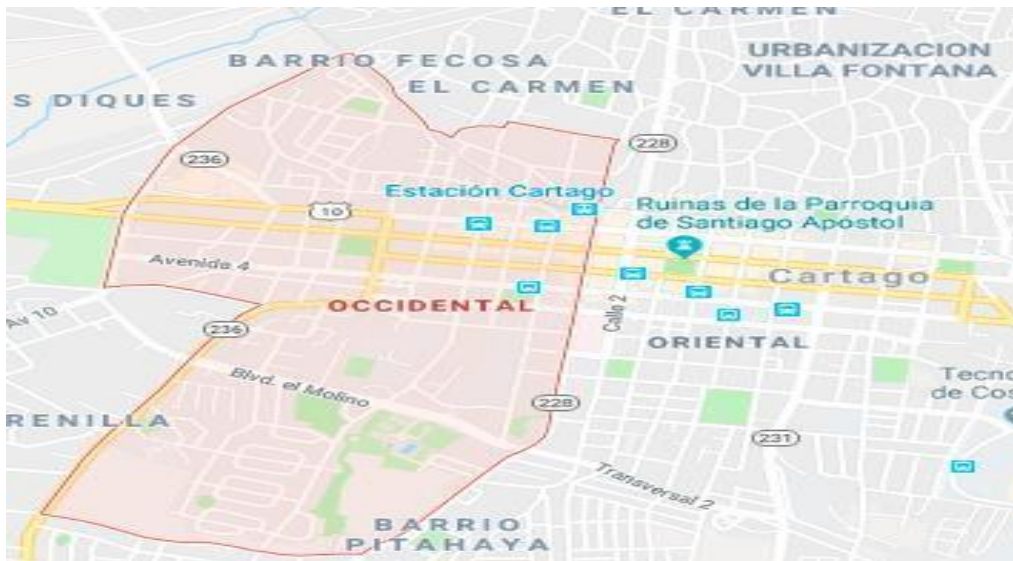 EL CARMEN
BARRIO FECOSA
URBANIZACION
VILLA FONTANA
S DIQUES
EL CARMEN
228
236
Estación Cartago
Ruinas de la Parroquia
de Santiago Apóstol
10
Avenida 4
Cartago
OCCIDENTAL
Calle 2
Av 10
236
ORIENTAL
Blvd. el Molino
Tecno
de Cos
228
RENILLA
231
Transversal 2
BARRIO
PITAHAYA